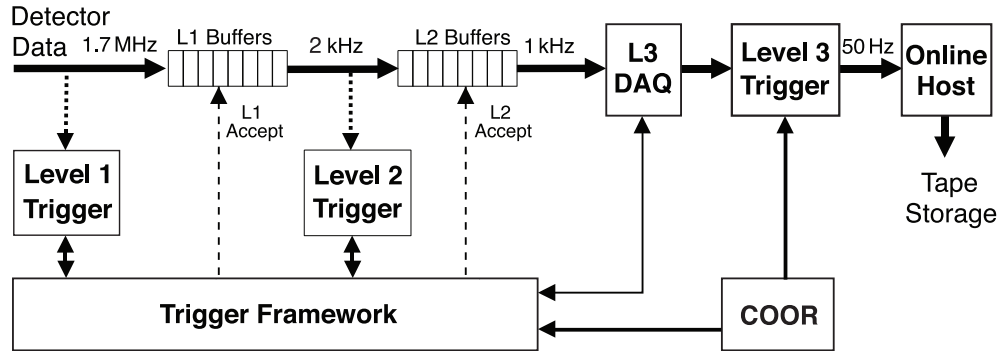 Detector
Data
1.7 MHz
L1 Buffers
2 kHz
L2 Buffers
1 kHz
L3
DAQ
Level 3
Trigger
50 Hz
Online
Host
L1
Accept
L2
Accept
Level 1
Trigger
Level 2
Trigger
Tape
Storage
Trigger Framework
COOR